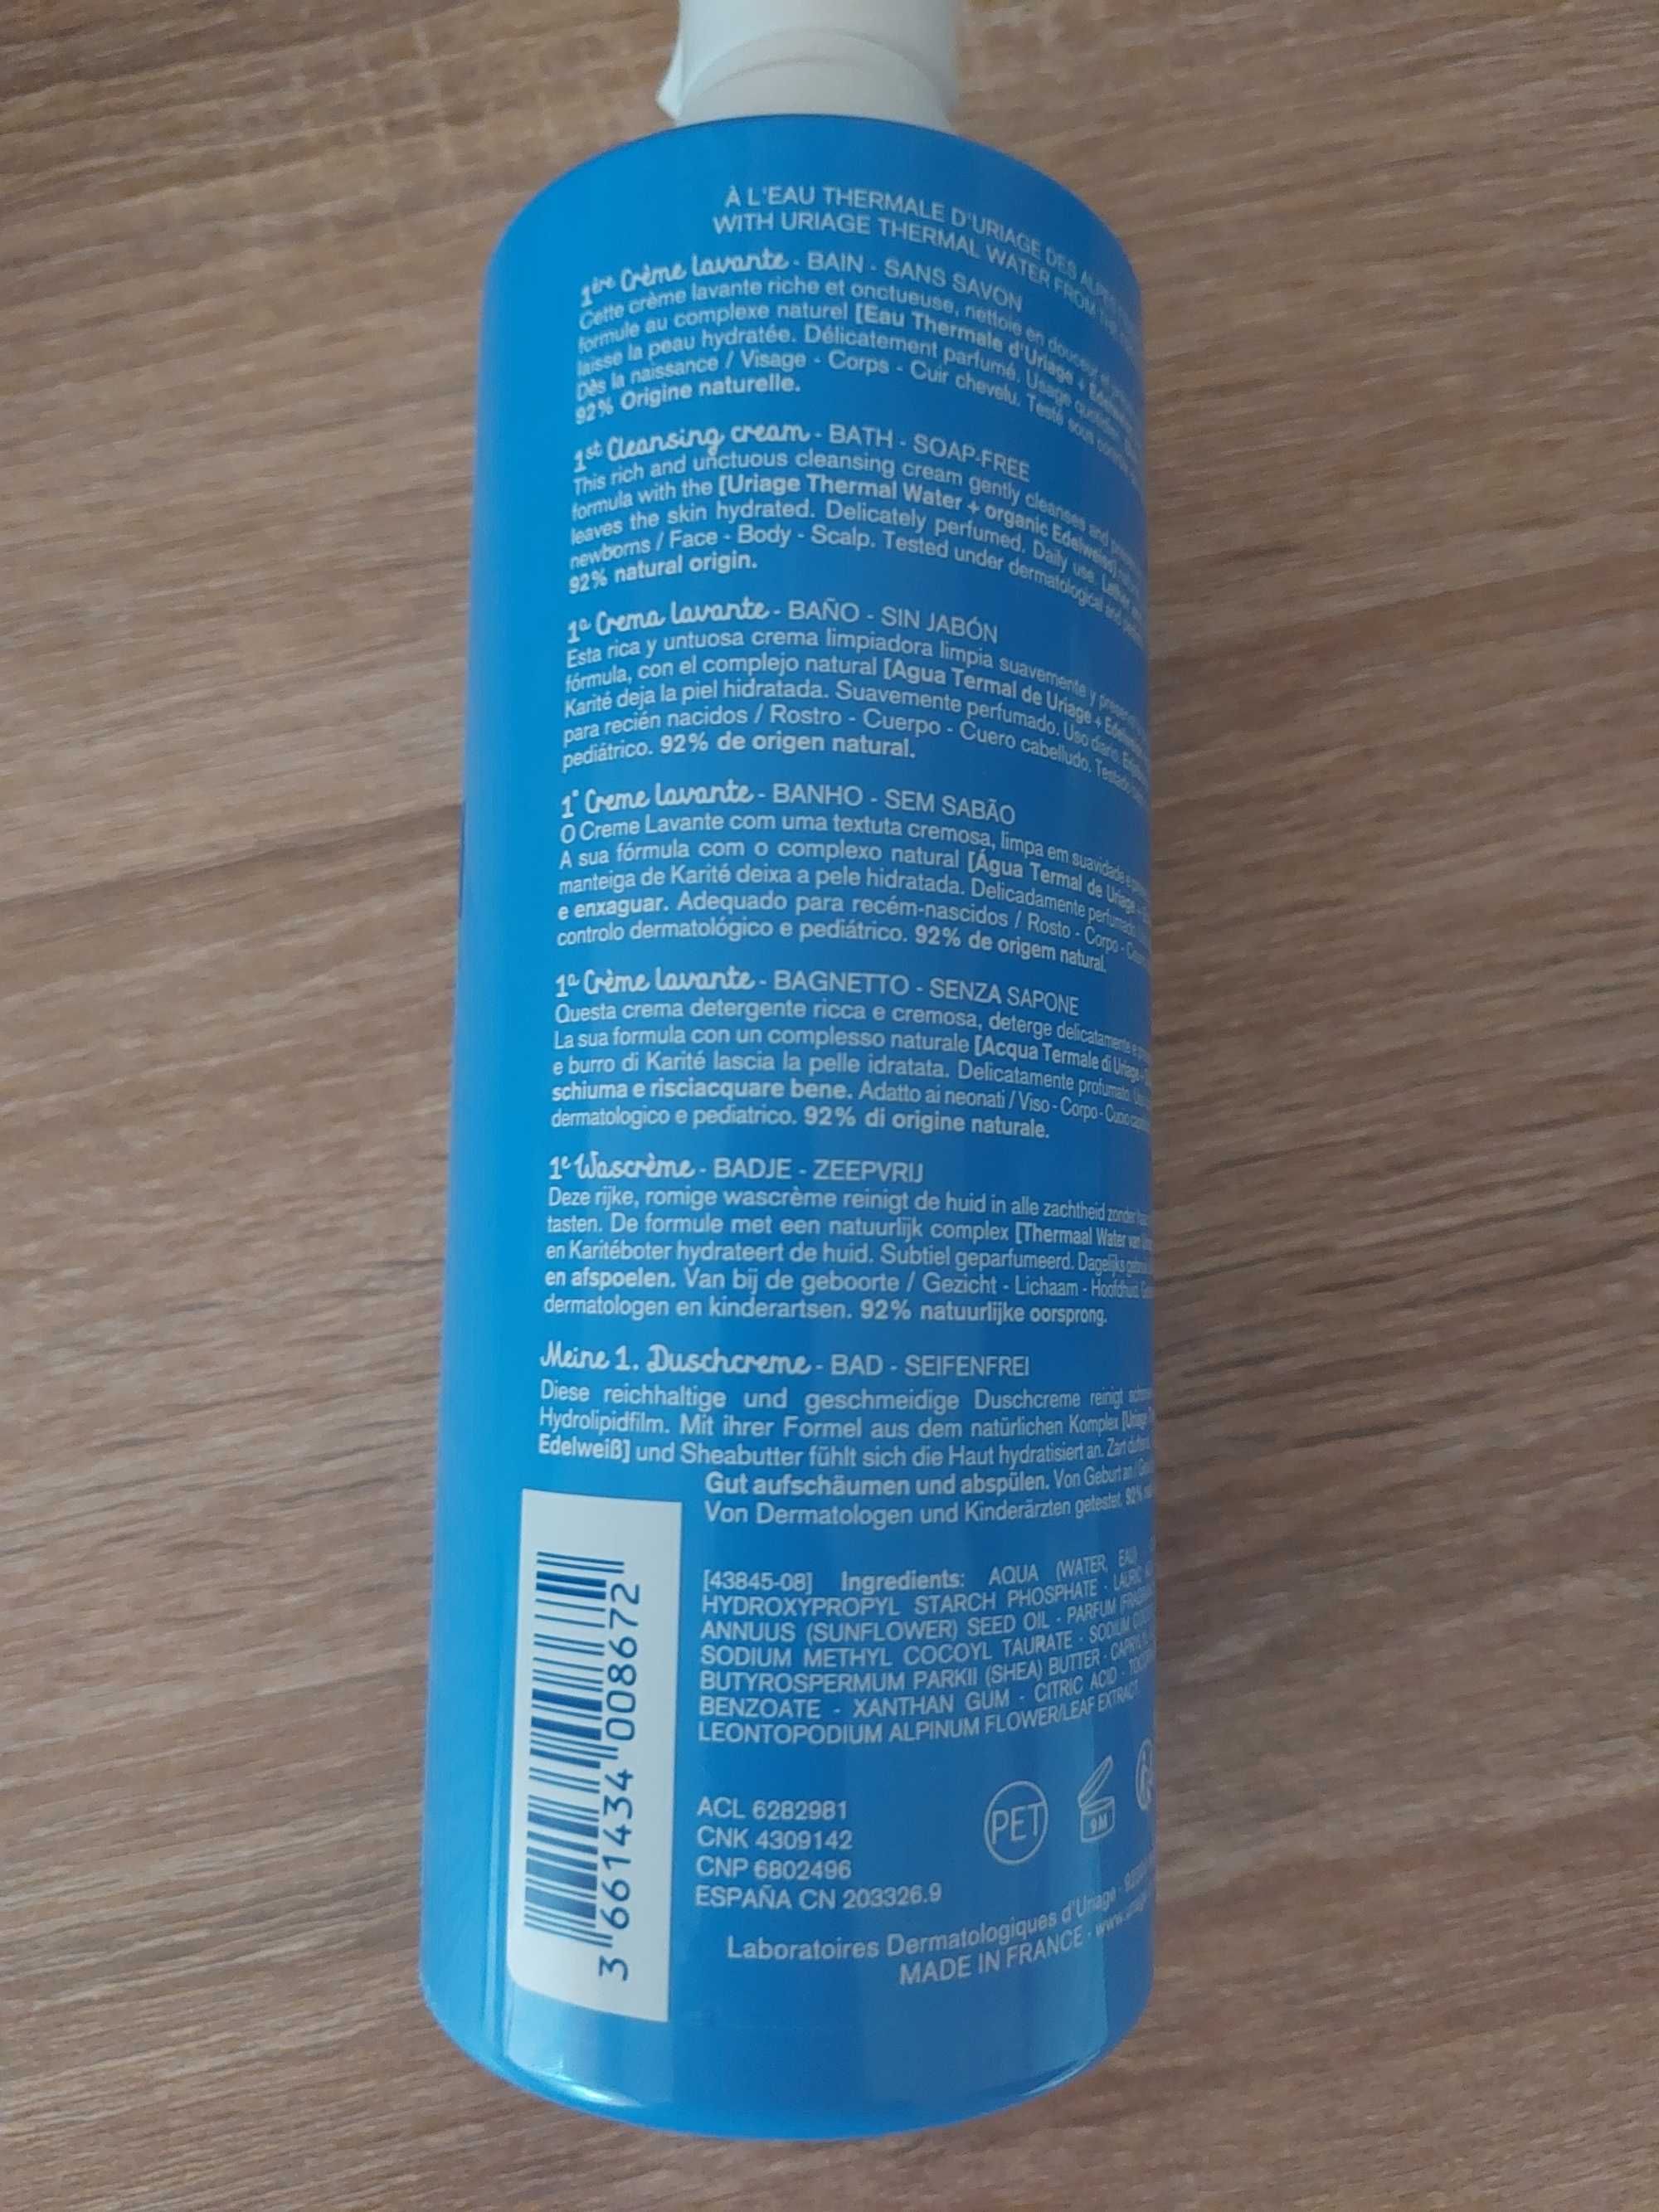 À L'EAU THERMALE D'URIAGE DES
WITH URIAGE THERMAL WATER FROM
1ère Crème lavante - BAIN - SANS SAVON
Cette crème lavante riche et onctueuse, nettoie en douceur
formule au complexe naturel [Eau Thermale d'Uriage +
laisse la peau hydratée. Délicatement parfumé. Usage quotidien.
Dès la naissance / Visage - Corps - Cuir chevelu. Testé sous
92% Origine naturelle.
1st Cleansing cream - BATH - SOAP-FREE
This rich and unctuous cleansing cream gently cleanses and
formula with the [Uriage Thermal Water + organic Edelweiss]
leaves the skin hydrated. Delicately perfumed. Daily use. Lather
newborns / Face - Body - Scalp. Tested under dermatological and
92% natural origin.
1ª Crema lavante - BAÑO - SIN JABÓN
Esta rica y untuosa crema limpiadora limpia suavemente y
fórmula, con el complejo natural [Agua Termal de Uriage +
Karité deja la piel hidratada. Suavemente perfumado. Uso diario.
para recién nacidos / Rostro - Cuerpo - Cuero cabelludo. Testado
pediátrico. 92% de origen natural.
1° Creme lavante - BANHO - SEM SABÃO
O Creme Lavante com uma textuta cremosa, limpa em suavidade e
A sua fórmula com o complexo natural [Água Termal de Uriage +
manteiga de Karité deixa a pele hidratada. Delicadamente perfumado.
e enxaguar. Adequado para recém-nascidos / Rosto - Corpo -
controlo dermatológico e pediátrico. 92% de origem natural.
1ª Crème lavante - BAGNETTO - SENZA SAPONE
Questa crema detergente ricca e cremosa, deterge delicatamente e
La sua formula con un complesso naturale [Acqua Termale di Uriage +
e burro di Karité lascia la pelle idratata. Delicatamente profumato.
schiuma e risciacquare bene. Adatto ai neonati / Viso - Corpo - Cuoio
dermatologico e pediatrico. 92% di origine naturale.
1e Wascrème - BADJE - ZEEPVRIJ
Deze rijke, romige wascrème reinigt de huid in alle zachtheid zonder
tasten. De formule met een natuurlijk complex [Thermaal Water van
en Karitéboter hydrateert de huid. Subtiel geparfumeerd. Dagelijks
en afspoelen. Van bij de geboorte / Gezicht - Lichaam - Hoofdhuid.
dermatologen en kinderartsen. 92% natuurlijke oorsprong.
Meine 1. Duschcreme - BAD - SEIFENFREI
Diese reichhaltige und geschmeidige Duschcreme reinigt
Hydrolipidfilm. Mit ihrer Formel aus dem natürlichen Komplex
Edelweiß] und Sheabutter fühlt sich die Haut hydratisiert an. Zart
Gut aufschäumen und abspülen. Von Geburt an /
Von Dermatologen und Kinderärzten getestet. 92%
[43845-08] Ingredients: AQUA (WATER, EAU)
HYDROXYPROPYL STARCH PHOSPHATE - LAURIC
ANNUUS (SUNFLOWER) SEED OIL - PARFUM
SODIUM METHYL COCOYL TAURATE - SODIUM
BUTYROSPERMUM PARKII (SHEA) BUTTER -
BENZOATE - XANTHAN GUM - CITRIC ACID -
LEONTOPODIUM ALPINUM FLOWER/LEAF EXTRACT.
3 661434 008672
ACL 6282981
CNK 4309142
CNP 6802496
ESPAÑA CN 203326.9
PET
9M
Laboratoires Dermatologiques d'Uriage -
MADE IN FRANCE -